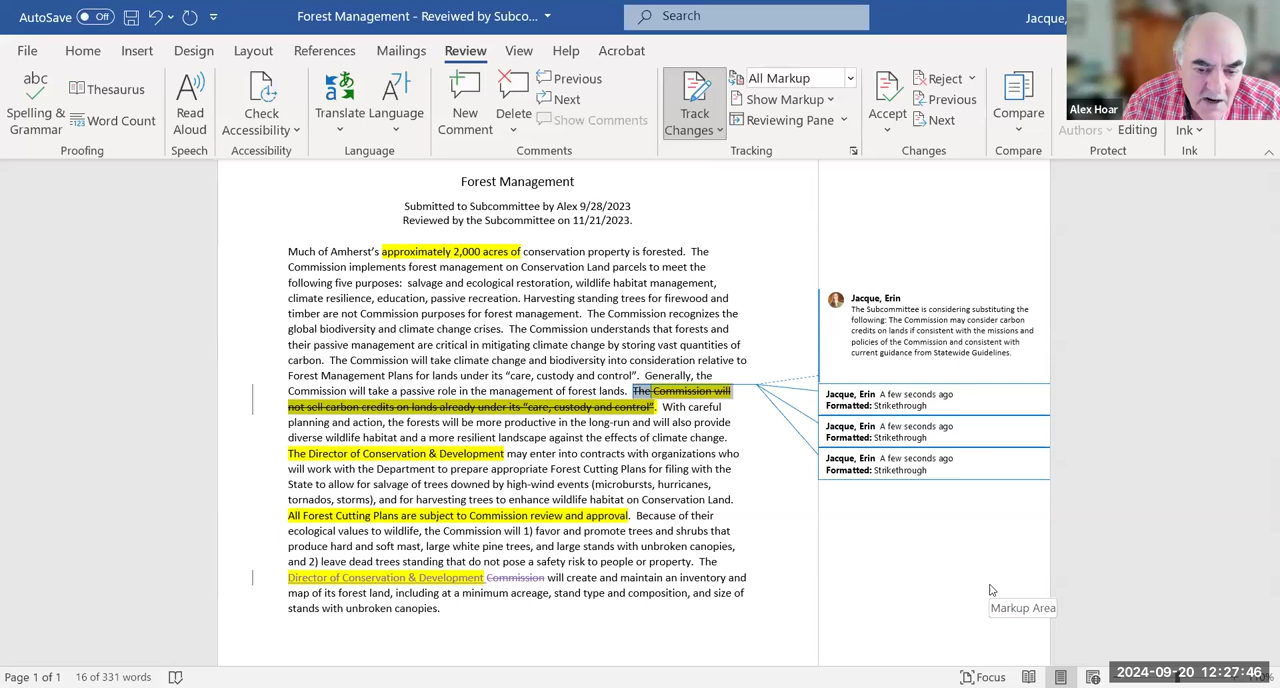 AutoSave Off Forest Management - Reveiwed by Subco... Search Jacque,
File Home Insert Design Layout References Mailings Review View Help Acrobat
Spelling & Grammar
Thesaurus
Word Count
Proofing
Read Aloud
Speech
Check Accessibility
Accessibility
Translate Language
Language
New Comment
Delete
Previous
Next
Show Comments
Comments
Track Changes
All Markup
Show Markup
Reviewing Pane
Tracking
Accept
Reject
Previous
Next
Changes
Compare
Compare
Authors Editing
Protect
Ink
Ink
Alex Hoar
Forest Management
Submitted to Subcommittee by Alex 9/28/2023
Reviewed by the Subcommittee on 11/21/2023.
Much of Amherst's approximately 2,000 acres of conservation property is forested. The
Commission implements forest management on Conservation Land parcels to meet the
following five purposes: salvage and ecological restoration, wildlife habitat management,
climate resilience, education, passive recreation. Harvesting standing trees for firewood and
timber are not Commission purposes for forest management. The Commission recognizes the
global biodiversity and climate change crises. The Commission understands that forests and
their passive management are critical in mitigating climate change by storing vast quantities of
carbon. The Commission will take climate change and biodiversity into consideration relative to
Forest Management Plans for lands under its "care, custody and control". Generally, the
Commission will take a passive role in the management of forest lands. The Commission will
not sell carbon credits on lands already under its "care, custody and control". With careful
planning and action, the forests will be more productive in the long-run and will also provide
diverse wildlife habitat and a more resilient landscape against the effects of climate change.
The Director of Conservation & Development may enter into contracts with organizations who
will work with the Department to prepare appropriate Forest Cutting Plans for filing with the
State to allow for salvage of trees downed by high-wind events (microbursts, hurricanes,
tornados, storms), and for harvesting trees to enhance wildlife habitat on Conservation Land.
All Forest Cutting Plans are subject to Commission review and approval. Because of their
ecological values to wildlife, the Commission will 1) favor and promote trees and shrubs that
produce hard and soft mast, large white pine trees, and large stands with unbroken canopies,
and 2) leave dead trees standing that do not pose a safety risk to people or property. The
Director of Conservation & Development Commission will create and maintain an inventory and
map of its forest land, including at a minimum acreage, stand type and composition, and size of
stands with unbroken canopies.
Jacque, Erin
The Subcommittee is considering substituting the
following: The Commission may consider carbon
credits on lands if consistent with the missions and
policies of the Commission and consistent with
current guidance from Statewide Guidelines.
Jacque, Erin A few seconds ago
Formatted: Strikethrough
Jacque, Erin A few seconds ago
Formatted: Strikethrough
Jacque, Erin A few seconds ago
Formatted: Strikethrough
Markup Area
Page 1 of 1 16 of 331 words Focus
2024-09-20 12:27:46